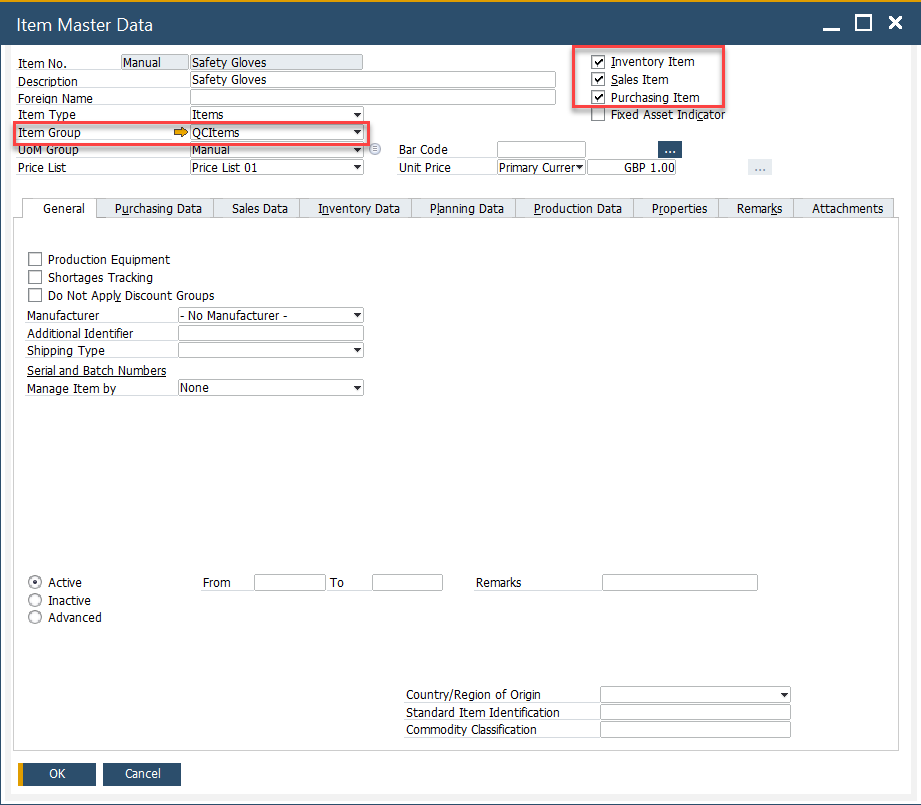 Item Master Data
Item No. Manual Safety Gloves
Inventory Item
Description Safety Gloves
Sales Item
Foreign Name
Purchasing Item
Item Type Items
Fixed Asset Indicator
Item Group QCItems
UoM Group Manual Bar Code ...
Price List Price List 01 Unit Price Primary Curren GBP 1.00 ...
General Purchasing Data Sales Data Inventory Data Planning Data Production Data Properties Remarks Attachments
Production Equipment
Shortages Tracking
Do Not Apply Discount Groups
Manufacturer - No Manufacturer -
Additional Identifier
Shipping Type
Serial and Batch Numbers
Manage Item by None
Active From To Remarks
Inactive
Advanced
Country/Region of Origin
Standard Item Identification
Commodity Classification
OK Cancel